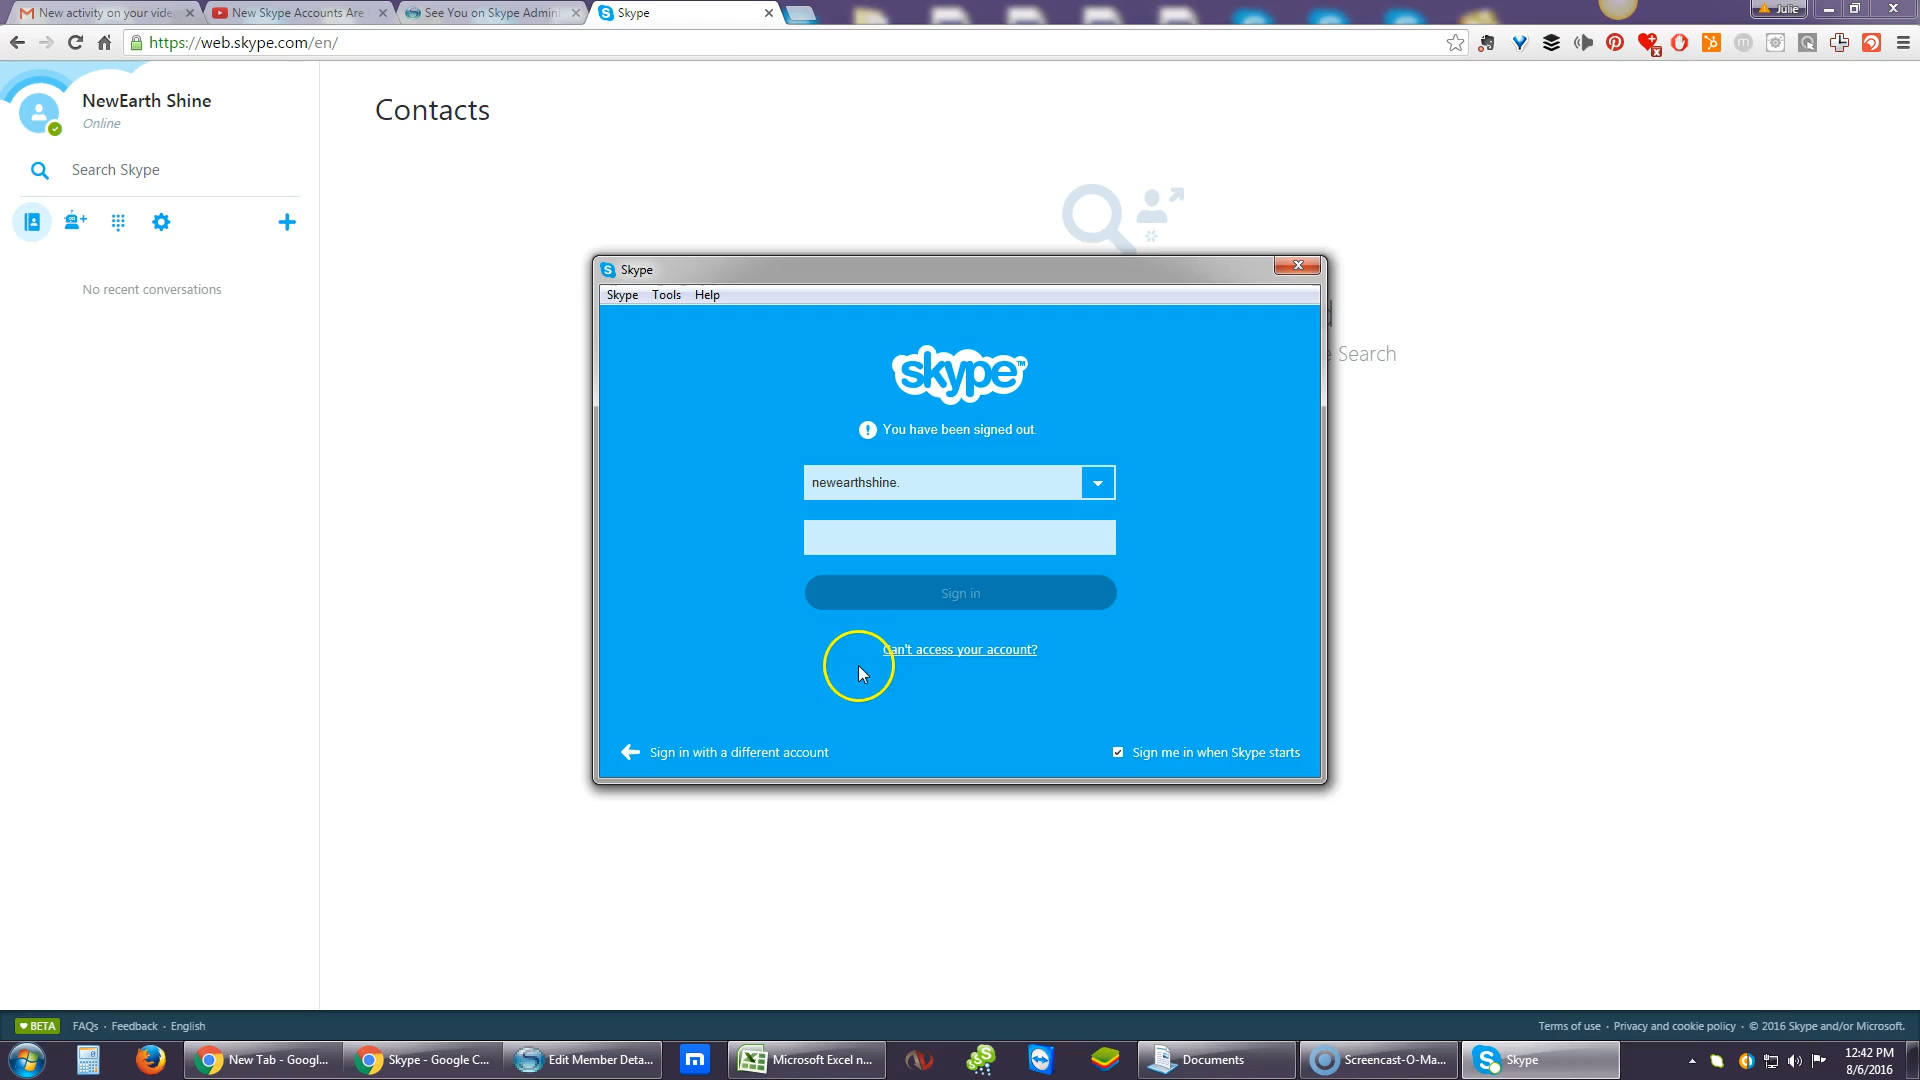 New activity on your vide
New Skype Accounts Are
See You on Skype Admin
Skype
Julie
https://web.skype.com/en/
NewEarth Shine
Online
Search Skype
No recent conversations
Contacts
Search
Skype
Skype Tools Help
skype™
You have been signed out.
newearthshine.
Sign in
Can't access your account?
Sign in with a different account
Sign me in when Skype starts
BETA FAQs · Feedback · English
Terms of use · Privacy and cookie policy · © 2016 Skype and/or Microsoft.
New Tab - Googl...
Skype - Google C...
Edit Member Deta...
Microsoft Excel n...
Documents
Screencast-O-Ma...
Skype
12:42 PM
8/6/2016